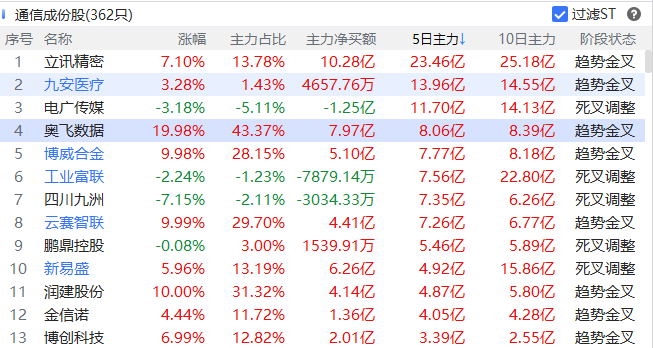 通信成份股(362只) 过滤ST ?
序号 名称 涨幅 主力占比 主力净买额 5日主力↓ 10日主力 阶段状态
1 立讯精密 7.10% 13.78% 10.28亿 23.46亿 25.18亿 趋势金叉
2 九安医疗 3.28% 1.43% 4657.76万 13.96亿 14.55亿 趋势金叉
3 电广传媒 -3.18% -5.11% -1.25亿 11.70亿 14.13亿 死叉调整
4 奥飞数据 19.98% 43.37% 7.97亿 8.06亿 8.39亿 趋势金叉
5 博威合金 9.98% 28.15% 5.10亿 7.77亿 8.18亿 趋势金叉
6 工业富联 -2.24% -1.23% -7879.14万 7.56亿 22.80亿 死叉调整
7 四川九洲 -7.15% -2.11% -3034.33万 7.35亿 6.26亿 死叉调整
8 云赛智联 9.99% 29.70% 4.41亿 7.26亿 6.77亿 趋势金叉
9 鹏鼎控股 -0.08% 3.00% 1539.91万 5.46亿 5.89亿 死叉调整
10 新易盛 5.96% 13.19% 6.26亿 4.92亿 15.86亿 死叉调整
11 润建股份 10.00% 31.32% 4.14亿 4.87亿 5.80亿 趋势金叉
12 金信诺 4.44% 11.72% 1.36亿 4.05亿 4.28亿 趋势金叉
13 博创科技 6.99% 12.82% 2.01亿 3.39亿 2.55亿 趋势金叉